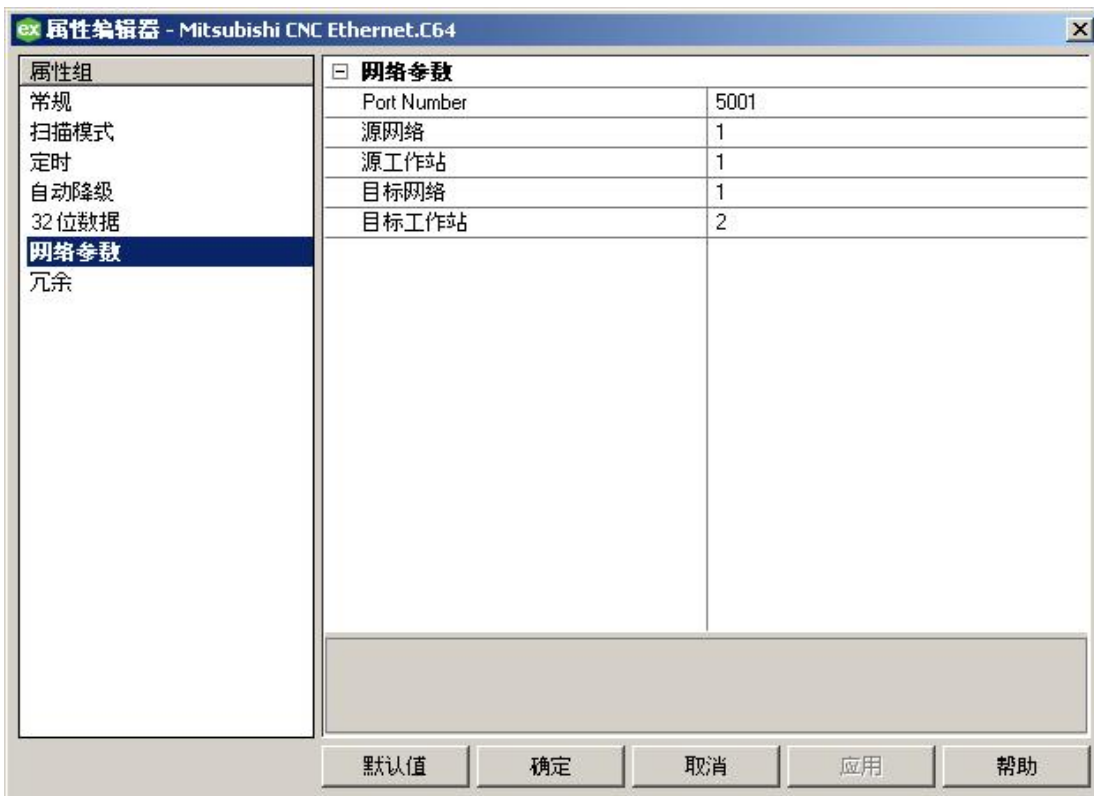 属性编辑器 - Mitsubishi CNC Ethernet.C64
属性组
常规
扫描模式
定时
自动降级
32 位数据
网络参数
冗余
网络参数
Port Number 5001
源网络 1
源工作站 1
目标网络 1
目标工作站 2
默认值 确定 取消 应用 帮助